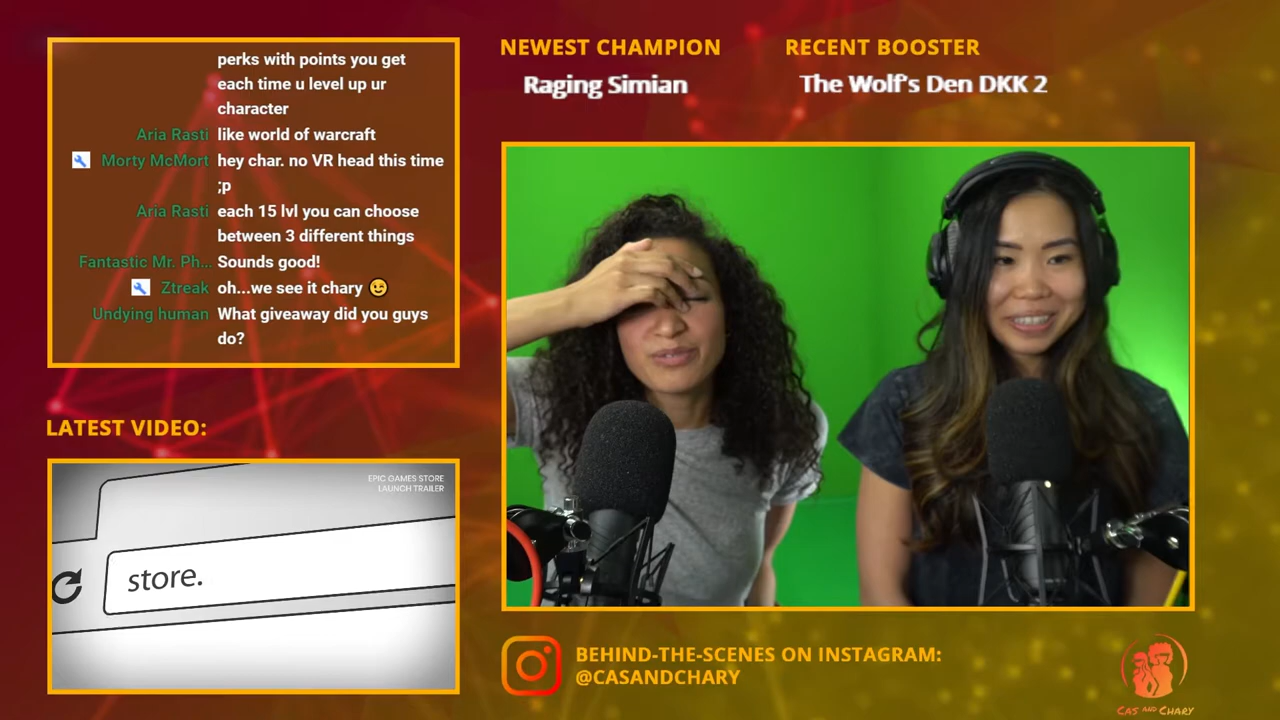 perks with points you get
each time u level up ur
character
Aria Rasti like world of warcraft
Morty McMort hey char. no VR head this time
;p
Aria Rasti each 15 lvl you can choose
between 3 different things
Fantastic Mr. Ph... Sounds good!
Ztreak oh...we see it chary 😉
Undying human What giveaway did you guys
do?
LATEST VIDEO:
EPIC GAMES STORE
LAUNCH TRAILER
store.
NEWEST CHAMPION
Raging Simian
RECENT BOOSTER
The Wolf's Den DKK 2
BEHIND-THE-SCENES ON INSTAGRAM:
@CASANDCHARY
CAS AND CHARY